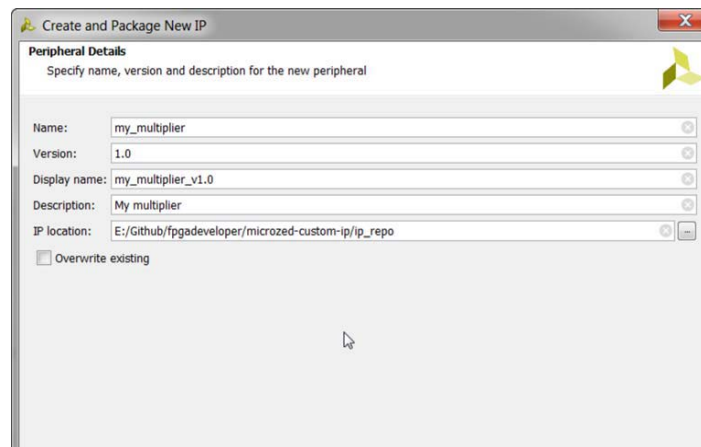 Create and Package New IP
Peripheral Details
Specify name, version and description for the new peripheral
Name: my_multiplier
Version: 1.0
Display name: my_multiplier_v1.0
Description: My multiplier
IP location: E:/Github/fpgadeveloper/microzed-custom-ip/ip_repo ...
Overwrite existing